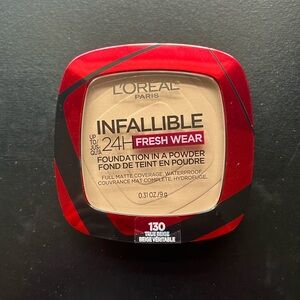 L'ORÉAL
PARIS
INFALLIBLE
UP TO/
JUSQU'À
24H FRESH WEAR
FOUNDATION IN A POWDER
FOND DE TEINT EN POUDRE
FULL MATTE COVERAGE. WATERPROOF.
COUVRANCE MAT COMPLÈTE. HYDROFUGE.
0.31 OZ/9 g
130
TRUE BEIGE
BEIGE VÉRITABLE